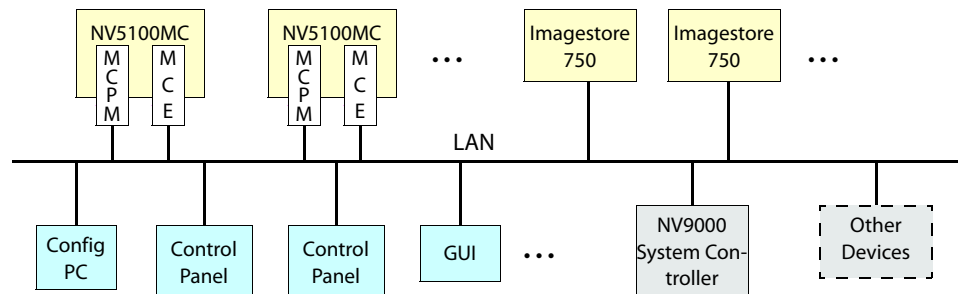 NV5100MC
M
C
P
M
M
C
E
NV5100MC
M
C
P
M
M
C
E
...
Imagestore
750
Imagestore
750
...
LAN
Config
PC
Control
Panel
Control
Panel
GUI
...
NV9000
System Con-
troller
Other
Devices